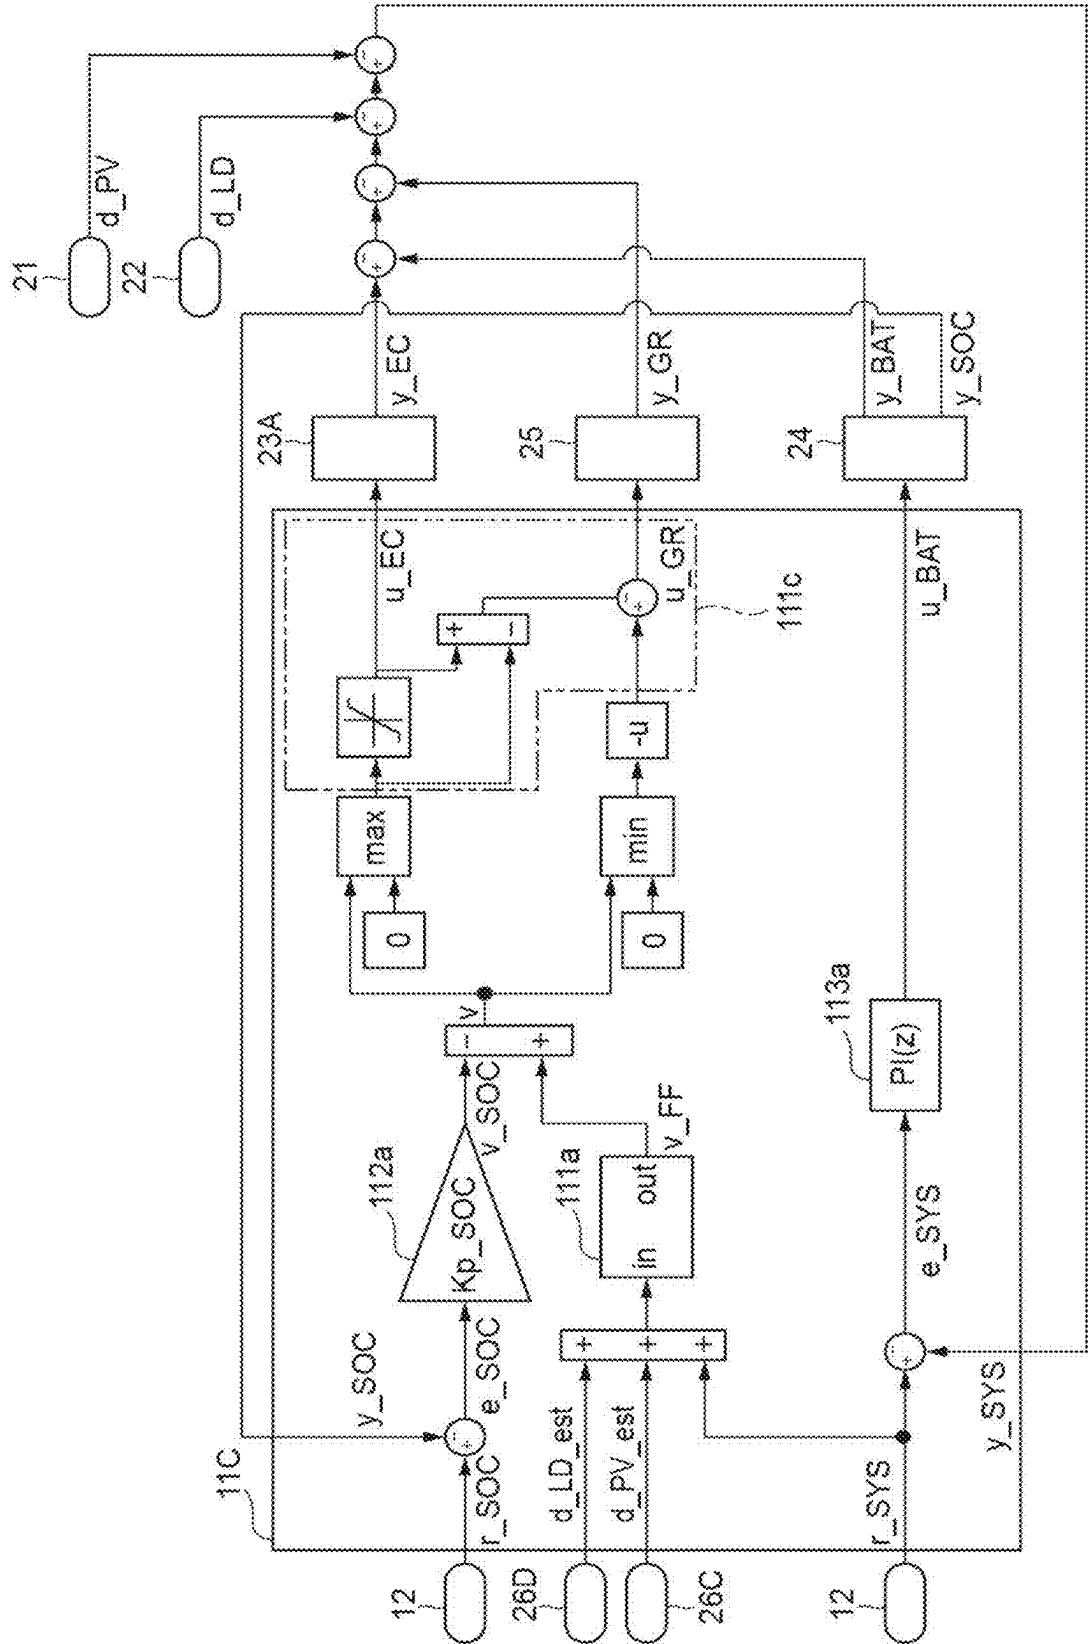 21
d_PV
22
d_LD
23A
y_EC
25
y_GR
24
y_BAT
y_SOC
u_EC
+
-
u_GR
111c
u_BAT
max
0
-u
min
0
v
-
+
v_SOC
112a
Kp_SOC
111a
in
out
v_FF
113a
PI(z)
y_SOC
e_SOC
+
+
+
e_SYS
11C
r_SOC
d_LD_est
d_PV_est
r_SYS
y_SYS
12
26D
26C
12